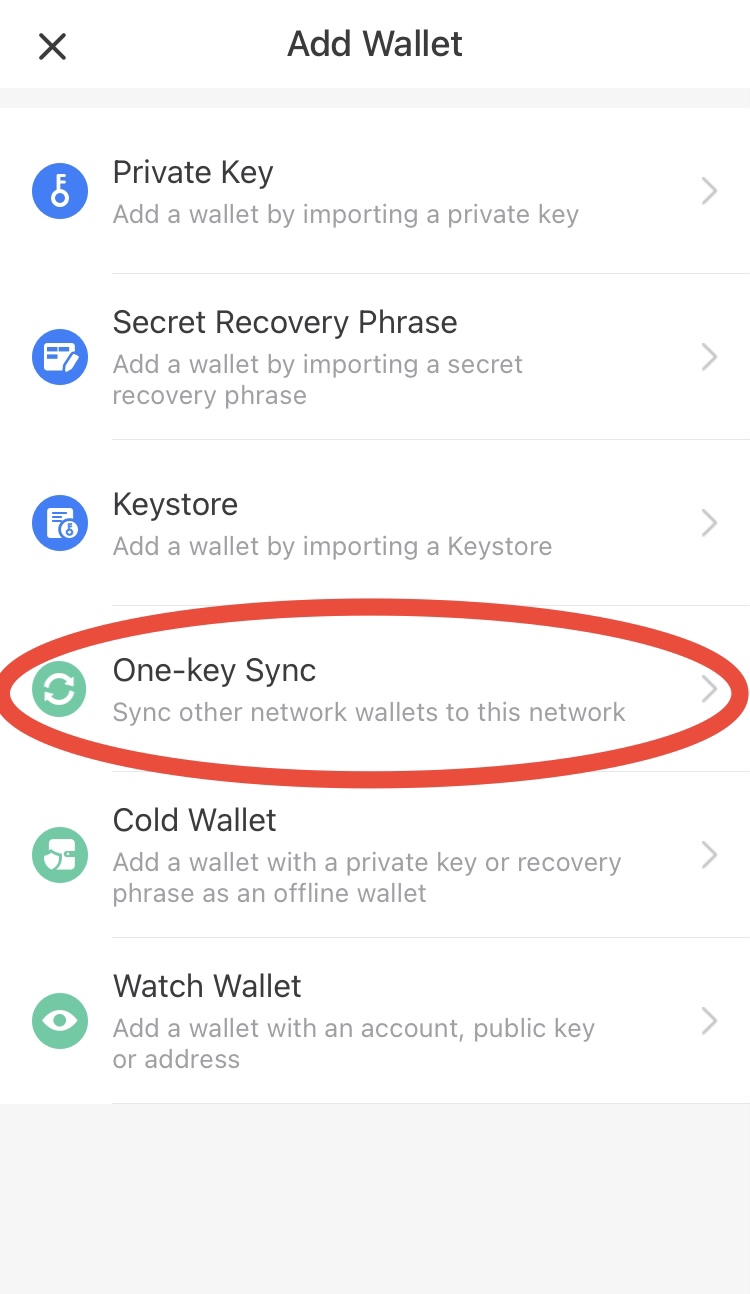 Add Wallet
Private Key
Add a wallet by importing a private key
Secret Recovery Phrase
Add a wallet by importing a secret
recovery phrase
Keystore
Add a wallet by importing a Keystore
One-key Sync
Sync other network wallets to this network
Cold Wallet
Add a wallet with a private key or recovery
phrase as an offline wallet
Watch Wallet
Add a wallet with an account, public key
or address